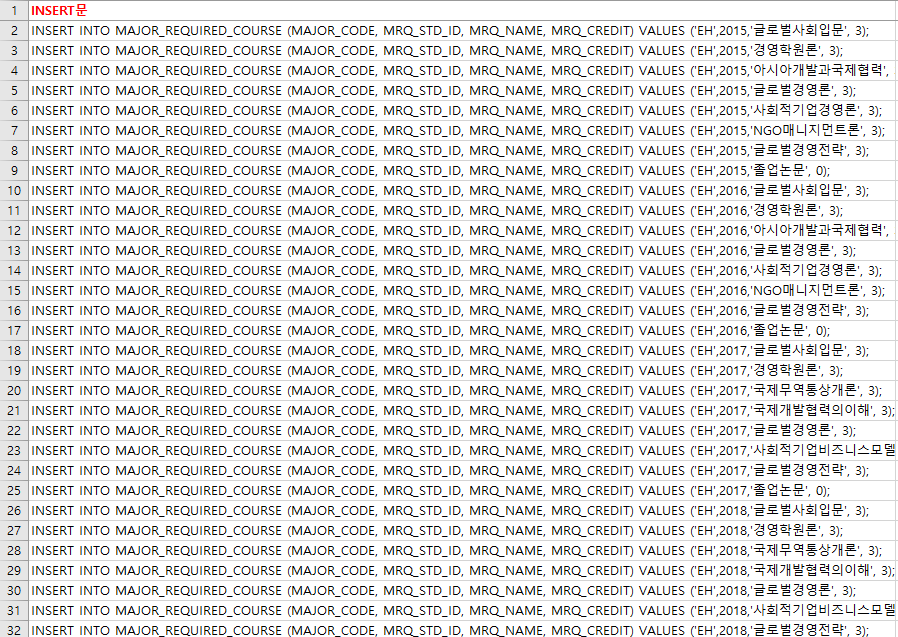 1 INSERT문
2 INSERT INTO MAJOR_REQUIRED_COURSE (MAJOR_CODE, MRQ_STD_ID, MRQ_NAME, MRQ_CREDIT) VALUES ('EH',2015,'글로벌사회입문', 3);
3 INSERT INTO MAJOR_REQUIRED_COURSE (MAJOR_CODE, MRQ_STD_ID, MRQ_NAME, MRQ_CREDIT) VALUES ('EH',2015,'경영학원론', 3);
4 INSERT INTO MAJOR_REQUIRED_COURSE (MAJOR_CODE, MRQ_STD_ID, MRQ_NAME, MRQ_CREDIT) VALUES ('EH',2015,'아시아개발과국제협력',
5 INSERT INTO MAJOR_REQUIRED_COURSE (MAJOR_CODE, MRQ_STD_ID, MRQ_NAME, MRQ_CREDIT) VALUES ('EH',2015,'글로벌경영론', 3);
6 INSERT INTO MAJOR_REQUIRED_COURSE (MAJOR_CODE, MRQ_STD_ID, MRQ_NAME, MRQ_CREDIT) VALUES ('EH',2015,'사회적기업경영론', 3);
7 INSERT INTO MAJOR_REQUIRED_COURSE (MAJOR_CODE, MRQ_STD_ID, MRQ_NAME, MRQ_CREDIT) VALUES ('EH',2015,'NGO매니지먼트론', 3);
8 INSERT INTO MAJOR_REQUIRED_COURSE (MAJOR_CODE, MRQ_STD_ID, MRQ_NAME, MRQ_CREDIT) VALUES ('EH',2015,'글로벌경영전략', 3);
9 INSERT INTO MAJOR_REQUIRED_COURSE (MAJOR_CODE, MRQ_STD_ID, MRQ_NAME, MRQ_CREDIT) VALUES ('EH',2015,'졸업논문', 0);
10 INSERT INTO MAJOR_REQUIRED_COURSE (MAJOR_CODE, MRQ_STD_ID, MRQ_NAME, MRQ_CREDIT) VALUES ('EH',2016,'글로벌사회입문', 3);
11 INSERT INTO MAJOR_REQUIRED_COURSE (MAJOR_CODE, MRQ_STD_ID, MRQ_NAME, MRQ_CREDIT) VALUES ('EH',2016,'경영학원론', 3);
12 INSERT INTO MAJOR_REQUIRED_COURSE (MAJOR_CODE, MRQ_STD_ID, MRQ_NAME, MRQ_CREDIT) VALUES ('EH',2016,'아시아개발과국제협력',
13 INSERT INTO MAJOR_REQUIRED_COURSE (MAJOR_CODE, MRQ_STD_ID, MRQ_NAME, MRQ_CREDIT) VALUES ('EH',2016,'글로벌경영론', 3);
14 INSERT INTO MAJOR_REQUIRED_COURSE (MAJOR_CODE, MRQ_STD_ID, MRQ_NAME, MRQ_CREDIT) VALUES ('EH',2016,'사회적기업경영론', 3);
15 INSERT INTO MAJOR_REQUIRED_COURSE (MAJOR_CODE, MRQ_STD_ID, MRQ_NAME, MRQ_CREDIT) VALUES ('EH',2016,'NGO매니지먼트론', 3);
16 INSERT INTO MAJOR_REQUIRED_COURSE (MAJOR_CODE, MRQ_STD_ID, MRQ_NAME, MRQ_CREDIT) VALUES ('EH',2016,'글로벌경영전략', 3);
17 INSERT INTO MAJOR_REQUIRED_COURSE (MAJOR_CODE, MRQ_STD_ID, MRQ_NAME, MRQ_CREDIT) VALUES ('EH',2016,'졸업논문', 0);
18 INSERT INTO MAJOR_REQUIRED_COURSE (MAJOR_CODE, MRQ_STD_ID, MRQ_NAME, MRQ_CREDIT) VALUES ('EH',2017,'글로벌사회입문', 3);
19 INSERT INTO MAJOR_REQUIRED_COURSE (MAJOR_CODE, MRQ_STD_ID, MRQ_NAME, MRQ_CREDIT) VALUES ('EH',2017,'경영학원론', 3);
20 INSERT INTO MAJOR_REQUIRED_COURSE (MAJOR_CODE, MRQ_STD_ID, MRQ_NAME, MRQ_CREDIT) VALUES ('EH',2017,'국제무역통상개론', 3);
21 INSERT INTO MAJOR_REQUIRED_COURSE (MAJOR_CODE, MRQ_STD_ID, MRQ_NAME, MRQ_CREDIT) VALUES ('EH',2017,'국제개발협력의이해', 3);
22 INSERT INTO MAJOR_REQUIRED_COURSE (MAJOR_CODE, MRQ_STD_ID, MRQ_NAME, MRQ_CREDIT) VALUES ('EH',2017,'글로벌경영론', 3);
23 INSERT INTO MAJOR_REQUIRED_COURSE (MAJOR_CODE, MRQ_STD_ID, MRQ_NAME, MRQ_CREDIT) VALUES ('EH',2017,'사회적기업비즈니스모델
24 INSERT INTO MAJOR_REQUIRED_COURSE (MAJOR_CODE, MRQ_STD_ID, MRQ_NAME, MRQ_CREDIT) VALUES ('EH',2017,'글로벌경영전략', 3);
25 INSERT INTO MAJOR_REQUIRED_COURSE (MAJOR_CODE, MRQ_STD_ID, MRQ_NAME, MRQ_CREDIT) VALUES ('EH',2017,'졸업논문', 0);
26 INSERT INTO MAJOR_REQUIRED_COURSE (MAJOR_CODE, MRQ_STD_ID, MRQ_NAME, MRQ_CREDIT) VALUES ('EH',2018,'글로벌사회입문', 3);
27 INSERT INTO MAJOR_REQUIRED_COURSE (MAJOR_CODE, MRQ_STD_ID, MRQ_NAME, MRQ_CREDIT) VALUES ('EH',2018,'경영학원론', 3);
28 INSERT INTO MAJOR_REQUIRED_COURSE (MAJOR_CODE, MRQ_STD_ID, MRQ_NAME, MRQ_CREDIT) VALUES ('EH',2018,'국제무역통상개론', 3);
29 INSERT INTO MAJOR_REQUIRED_COURSE (MAJOR_CODE, MRQ_STD_ID, MRQ_NAME, MRQ_CREDIT) VALUES ('EH',2018,'국제개발협력의이해', 3);
30 INSERT INTO MAJOR_REQUIRED_COURSE (MAJOR_CODE, MRQ_STD_ID, MRQ_NAME, MRQ_CREDIT) VALUES ('EH',2018,'글로벌경영론', 3);
31 INSERT INTO MAJOR_REQUIRED_COURSE (MAJOR_CODE, MRQ_STD_ID, MRQ_NAME, MRQ_CREDIT) VALUES ('EH',2018,'사회적기업비즈니스모델
32 INSERT INTO MAJOR_REQUIRED_COURSE (MAJOR_CODE, MRQ_STD_ID, MRQ_NAME, MRQ_CREDIT) VALUES ('EH',2018,'글로벌경영전략', 3);